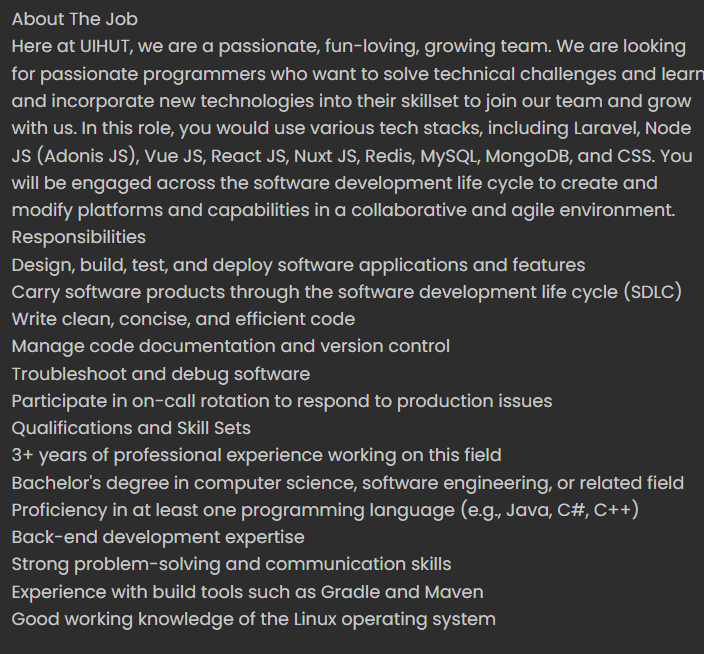 About The Job
Here at UIHUT, we are a passionate, fun-loving, growing team. We are looking
for passionate programmers who want to solve technical challenges and learn
and incorporate new technologies into their skillset to join our team and grow
with us. In this role, you would use various tech stacks, including Laravel, Node
JS (Adonis JS), Vue JS, React JS, Nuxt JS, Redis, MySQL, MongoDB, and CSS. You
will be engaged across the software development life cycle to create and
modify platforms and capabilities in a collaborative and agile environment.
Responsibilities
Design, build, test, and deploy software applications and features
Carry software products through the software development life cycle (SDLC)
Write clean, concise, and efficient code
Manage code documentation and version control
Troubleshoot and debug software
Participate in on-call rotation to respond to production issues
Qualifications and Skill Sets
3+ years of professional experience working on this field
Bachelor's degree in computer science, software engineering, or related field
Proficiency in at least one programming language (e.g., Java, C#, C++)
Back-end development expertise
Strong problem-solving and communication skills
Experience with build tools such as Gradle and Maven
Good working knowledge of the Linux operating system